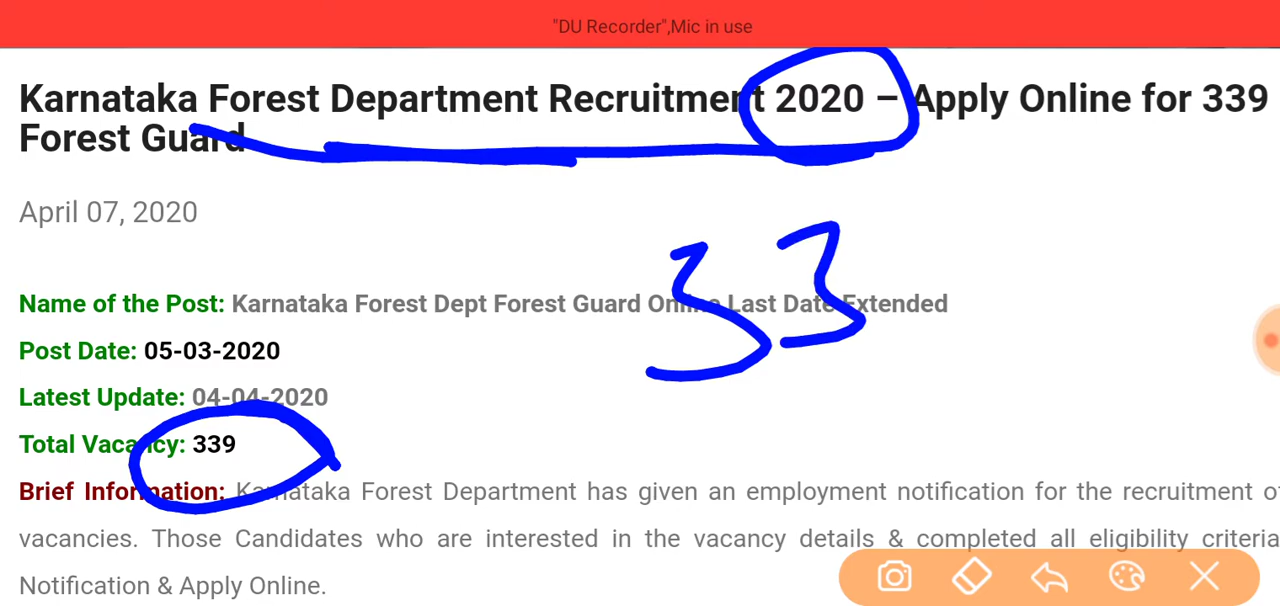 "DU Recorder",Mic in use
Karnataka Forest Department Recruitment 2020 – Apply Online for 339
Forest Guard
April 07, 2020
33
Name of the Post: Karnataka Forest Dept Forest Guard Online Last Date Extended
Post Date: 05-03-2020
Latest Update: 04-04-2020
Total Vacancy: 339
Brief Information: Karnataka Forest Department has given an employment notification for the recruitment of
vacancies. Those Candidates who are interested in the vacancy details & completed all eligibility criteria
Notification & Apply Online.